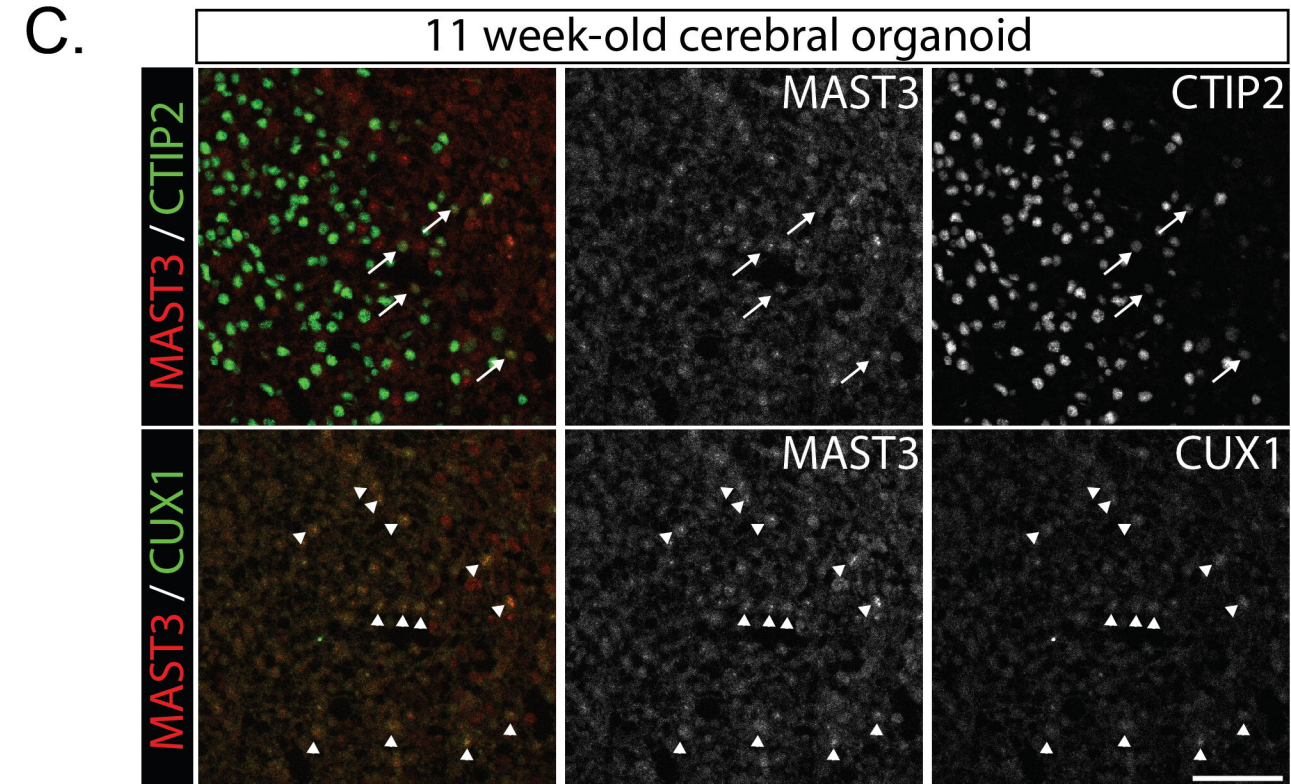 C.
11 week-old cerebral organoid
MAST3 / CTIP2
MAST3
CTIP2
MAST3 / CUX1
MAST3
CUX1